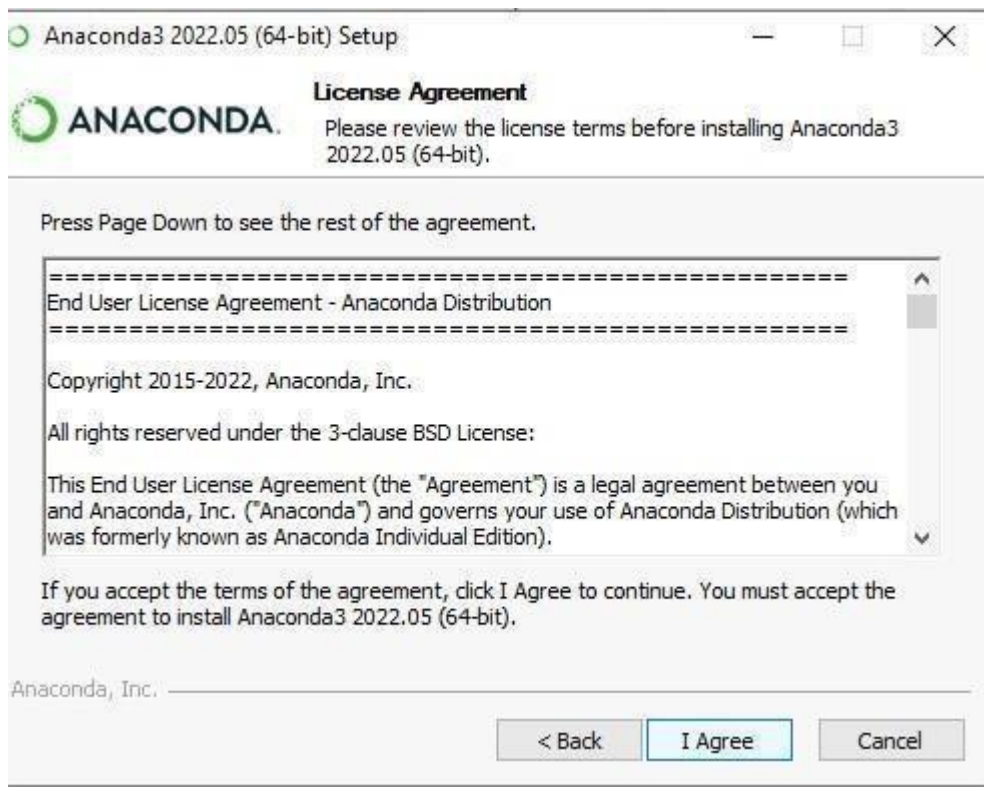 Anaconda3 2022.05 (64-bit) Setup
ANACONDA.
License Agreement
Please review the license terms before installing Anaconda3
2022.05 (64-bit).
Press Page Down to see the rest of the agreement.
==================================================
End User License Agreement - Anaconda Distribution
==================================================
Copyright 2015-2022, Anaconda, Inc.
All rights reserved under the 3-clause BSD License:
This End User License Agreement (the "Agreement") is a legal agreement between you
and Anaconda, Inc. ("Anaconda") and governs your use of Anaconda Distribution (which
was formerly known as Anaconda Individual Edition).
If you accept the terms of the agreement, click I Agree to continue. You must accept the
agreement to install Anaconda3 2022.05 (64-bit).
Anaconda, Inc.
< Back
I Agree
Cancel